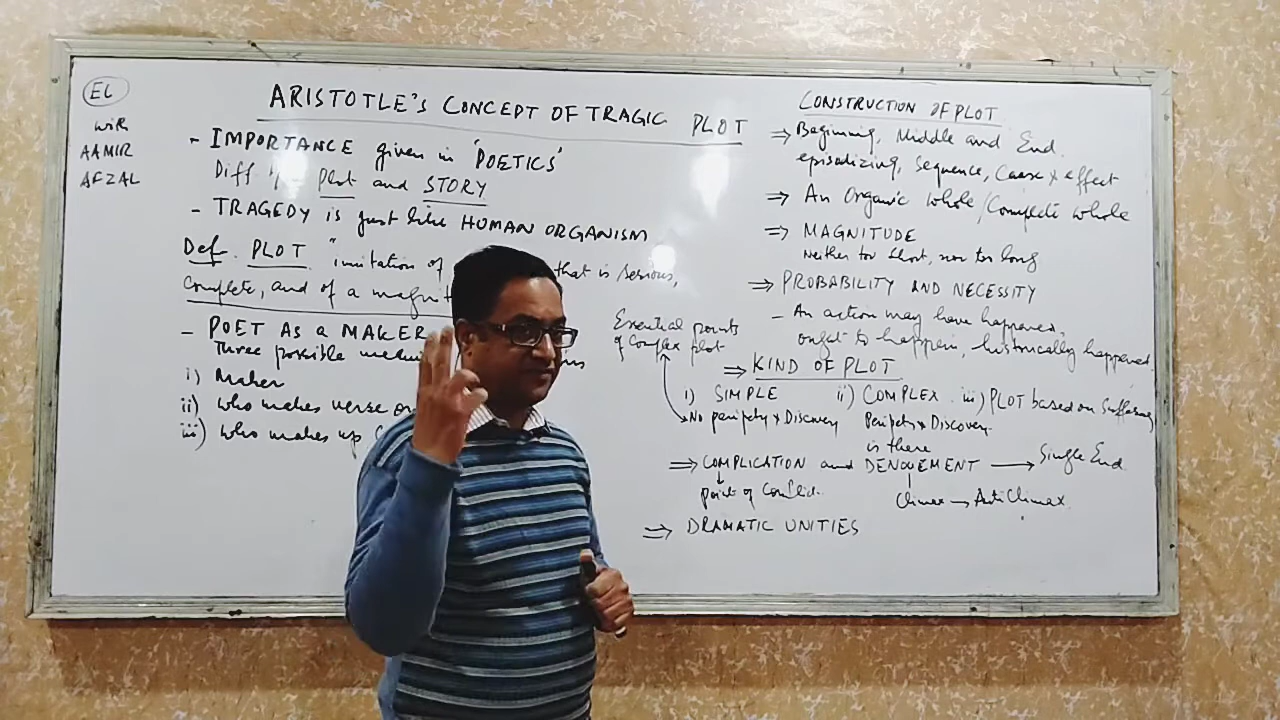 EL
WITH
AAMIR
AFZAL
ARISTOTLE'S CONCEPT OF TRAGIC PLOT
- IMPORTANCE given in 'POETICS'
Diff b/w Plot and STORY
- TRAGEDY is just like HUMAN ORGANISM
Def. PLOT "imitation of that is serious,
Complete, and of a magnit
- POET AS a MAKER
Three possible
i) Maker
ii) who makes verse or
iii) who makes up
CONSTRUCTION OF PLOT
⇒ Beginning, Middle and End.
episodizing, Sequence, Cause & effect
⇒ An Organic whole/Complete whole
⇒ MAGNITUDE
Neither too short, nor too long
⇒ PROBABILITY AND NECESSITY
- An action may have happened,
ought to happen, historically happened.
Essential points
of Complex plot
⇒ KIND OF PLOT
i) SIMPLE ii) COMPLEX iii) PLOT based on Suffering
No peripety & Discovery Peripety & Discovery
is there
⇒ COMPLICATION and DENOUEMENT → Single End.
point of Conflict. Climax → AntiClimax
⇒ DRAMATIC UNITIES